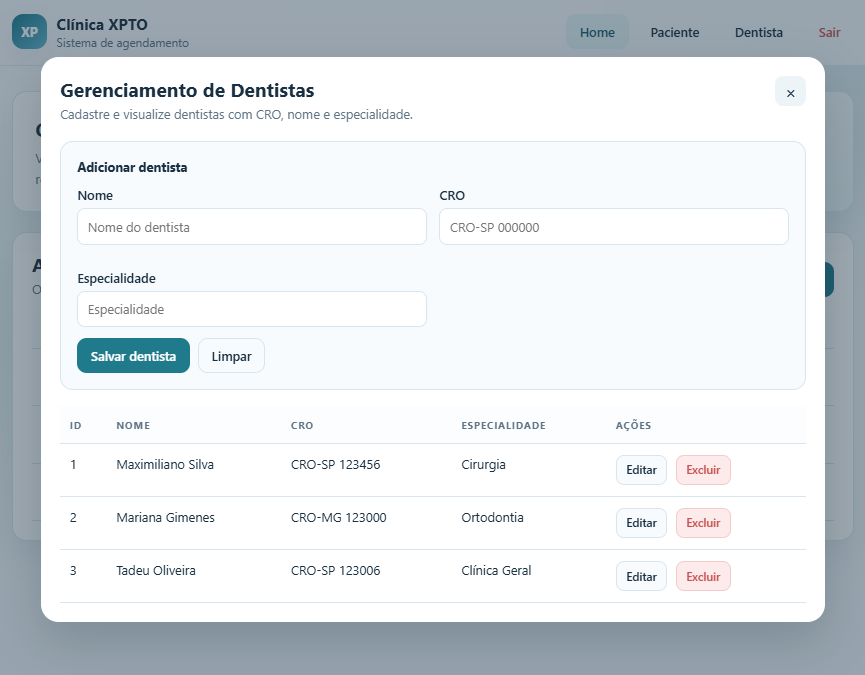 XP
Clínica XPTO
Sistema de agendamento
Home
Paciente
Dentista
Sair
Gerenciamento de Dentistas
×
Cadastre e visualize dentistas com CRO, nome e especialidade.
Adicionar dentista
Nome
CRO
Nome do dentista
CRO-SP 000000
Especialidade
Especialidade
Salvar dentista
Limpar
ID NOME CRO ESPECIALIDADE AÇÕES
1 Maximiliano Silva CRO-SP 123456 Cirurgia Editar Excluir
2 Mariana Gimenes CRO-MG 123000 Ortodontia Editar Excluir
3 Tadeu Oliveira CRO-SP 123006 Clínica Geral Editar Excluir